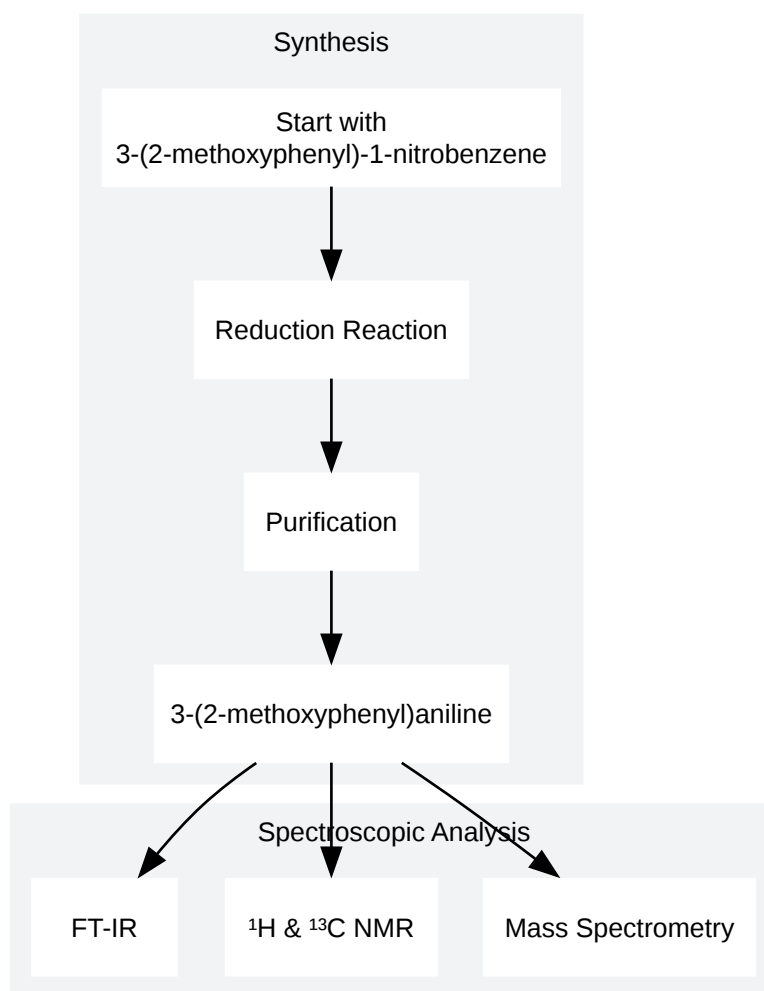 Synthesis
Start with
3-(2-methoxyphenyl)-1-nitrobenzene
Reduction Reaction
Purification
3-(2-methoxyphenyl)aniline
Spectroscopic Analysis
FT-IR
¹H & ¹³C NMR
Mass Spectrometry